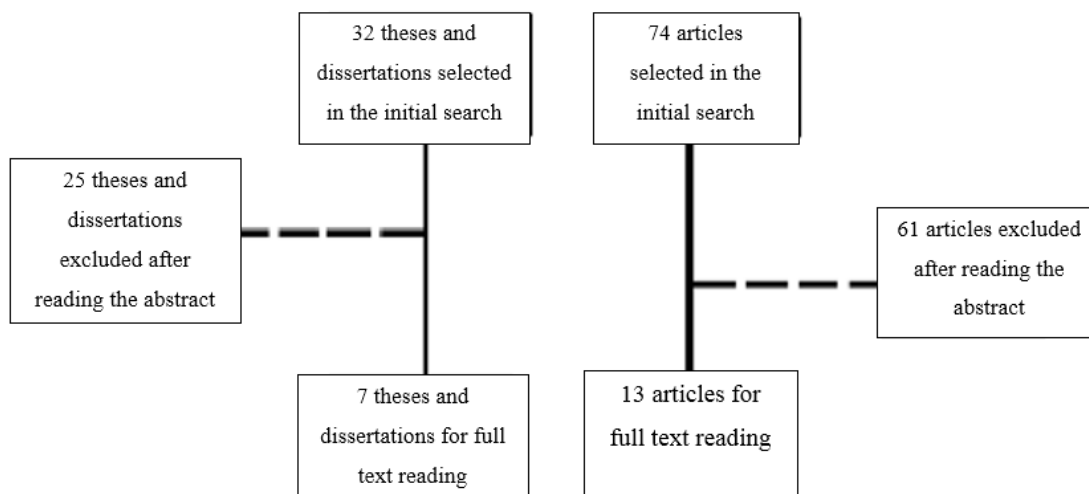 32 theses and
dissertations selected
in the initial search
74 articles
selected in the
initial search
25 theses and
dissertations
excluded after
reading the abstract
61 articles excluded
after reading the
abstract
7 theses and
dissertations for full
text reading
13 articles for
full text reading